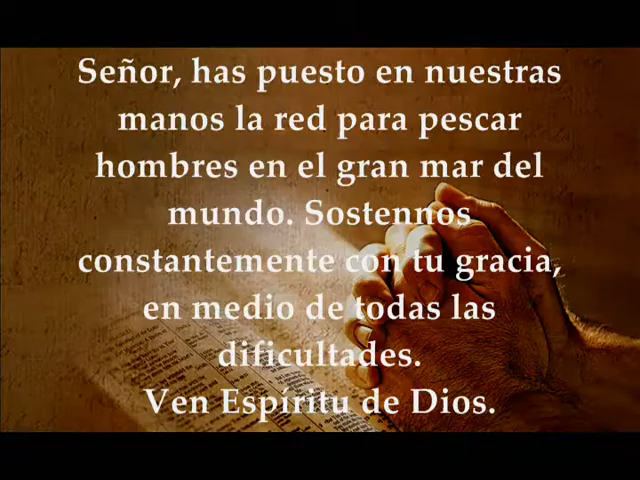 Señor, has puesto en nuestras
manos la red para pescar
hombres en el gran mar del
mundo. Sostennos
constantemente con tu gracia,
en medio de todas las
dificultades.
Ven Espíritu de Dios.